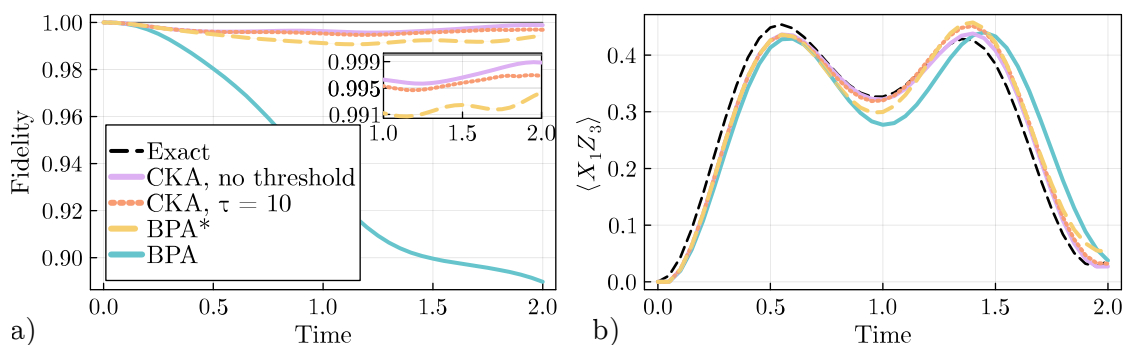 1.00
0.98
0.96
0.94
0.92
0.90
Fidelity
0.999
0.995
0.991
1.0
1.5
2.0
Exact
CKA, no threshold
CKA, τ = 10
BPA*
BPA
0.0
0.5
1.0
1.5
2.0
Time
a)
0.4
0.3
0.2
0.1
0.0
⟨X₁Z₃⟩
0.0
0.5
1.0
1.5
2.0
Time
b)